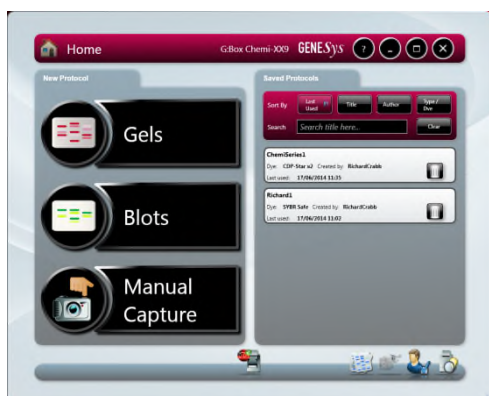 Home
G:Box Chemi-XX9 GENESys ?
New Protocol
Gels
Blots
Manual
Capture
Saved Protocols
Sort By
Last
Used
Title
Author
Type /
Dye
Search
Search title here..
Clear
ChemiSeries1
Dye: CDP-Star v2 Created by: RichardCrabb
Last used: 17/06/2014 11:35
Richard1
Dye: SYBR Safe Created by: RichardCrabb
Last used: 17/06/2014 11:02